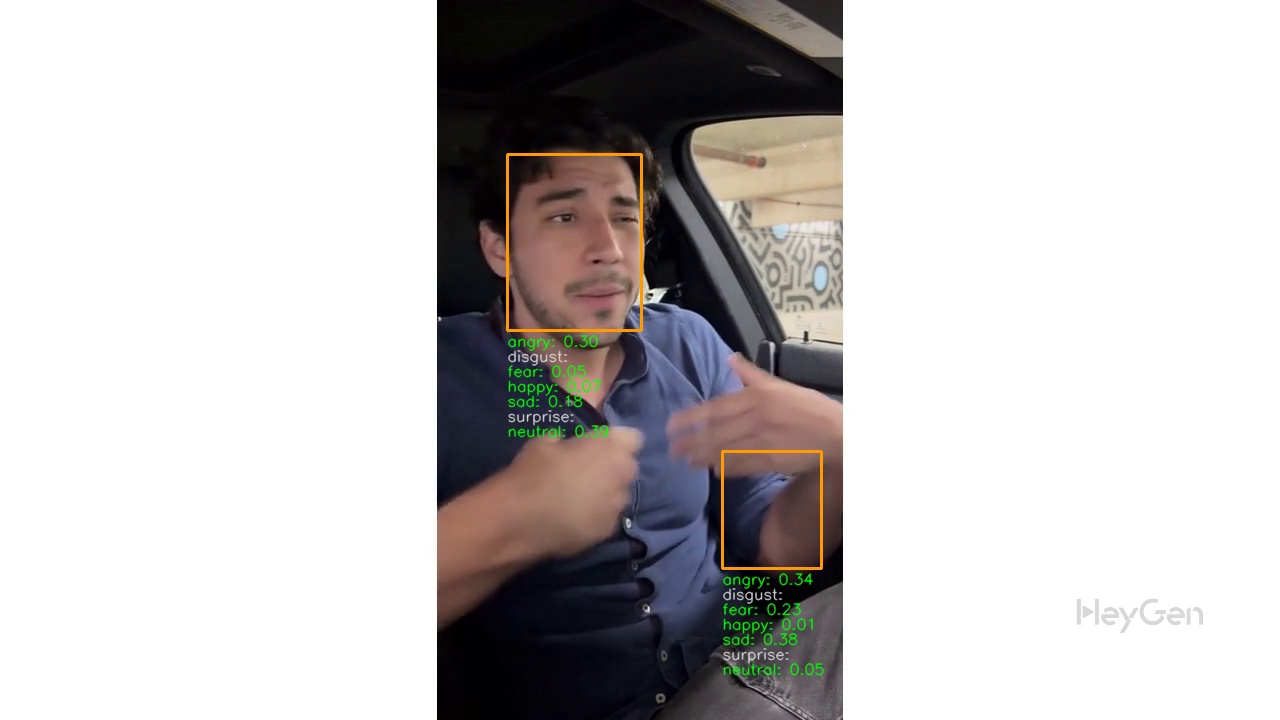 angry: 0.30
disgust:
fear: 0.05
happy: 0.07
sad: 0.18
surprise:
neutral: 0.39
angry: 0.34
disgust:
fear: 0.23
happy: 0.01
sad: 0.38
surprise:
neutral: 0.05
HeyGen